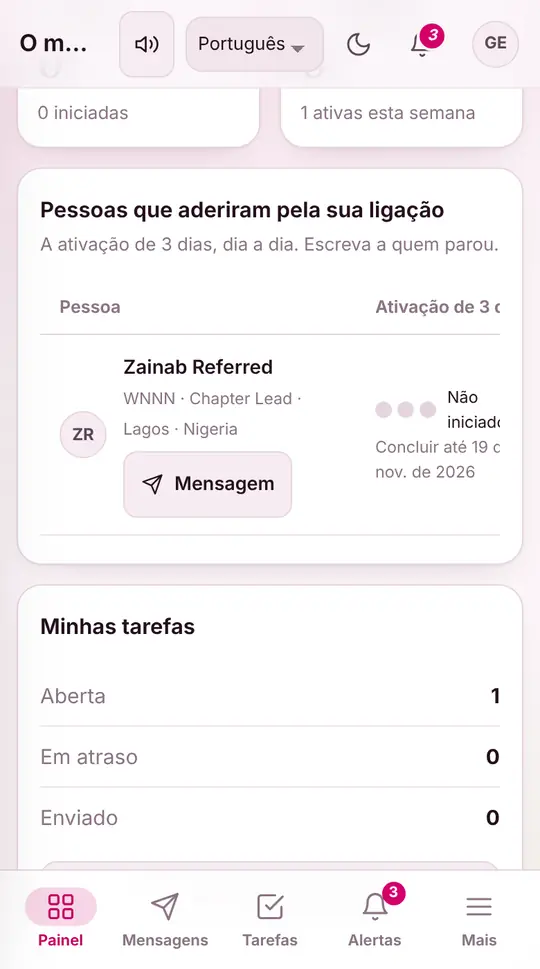 O m...
Português
3
GE
0 iniciadas
1 ativas esta semana
Pessoas que aderiram pela sua ligação
A ativação de 3 dias, dia a dia. Escreva a quem parou.
Pessoa
Ativação de 3 d
Zainab Referred
WNNN · Chapter Lead ·
Lagos · Nigeria
ZR
Mensagem
Não
iniciado
Concluir até 19 d
nov. de 2026
Minhas tarefas
Aberta
1
Em atraso
0
Enviado
0
3
Painel
Mensagens
Tarefas
Alertas
Mais